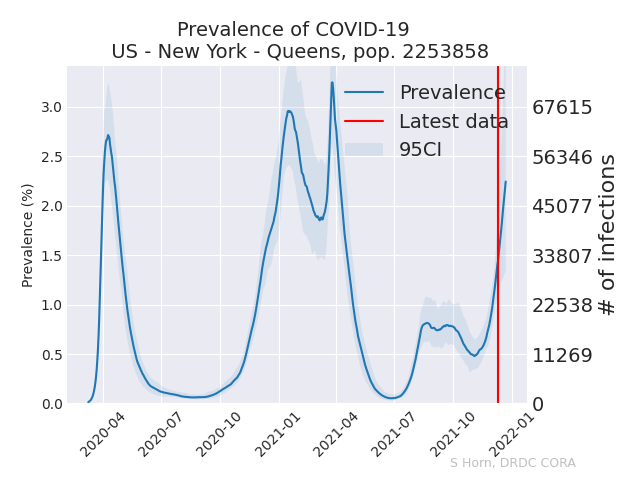 Prevalence of COVID-19
US - New York - Queens, pop. 2253858
Prevalence
Latest data
95CI
Prevalence (%)
3.0
2.5
2.0
1.5
1.0
0.5
0.0
67615
56346
45077
33807
22538
11269
0
# of infections
2020-04
2020-07
2020-10
2021-01
2021-04
2021-07
2021-10
2022-01
S Horn, DRDC CORA